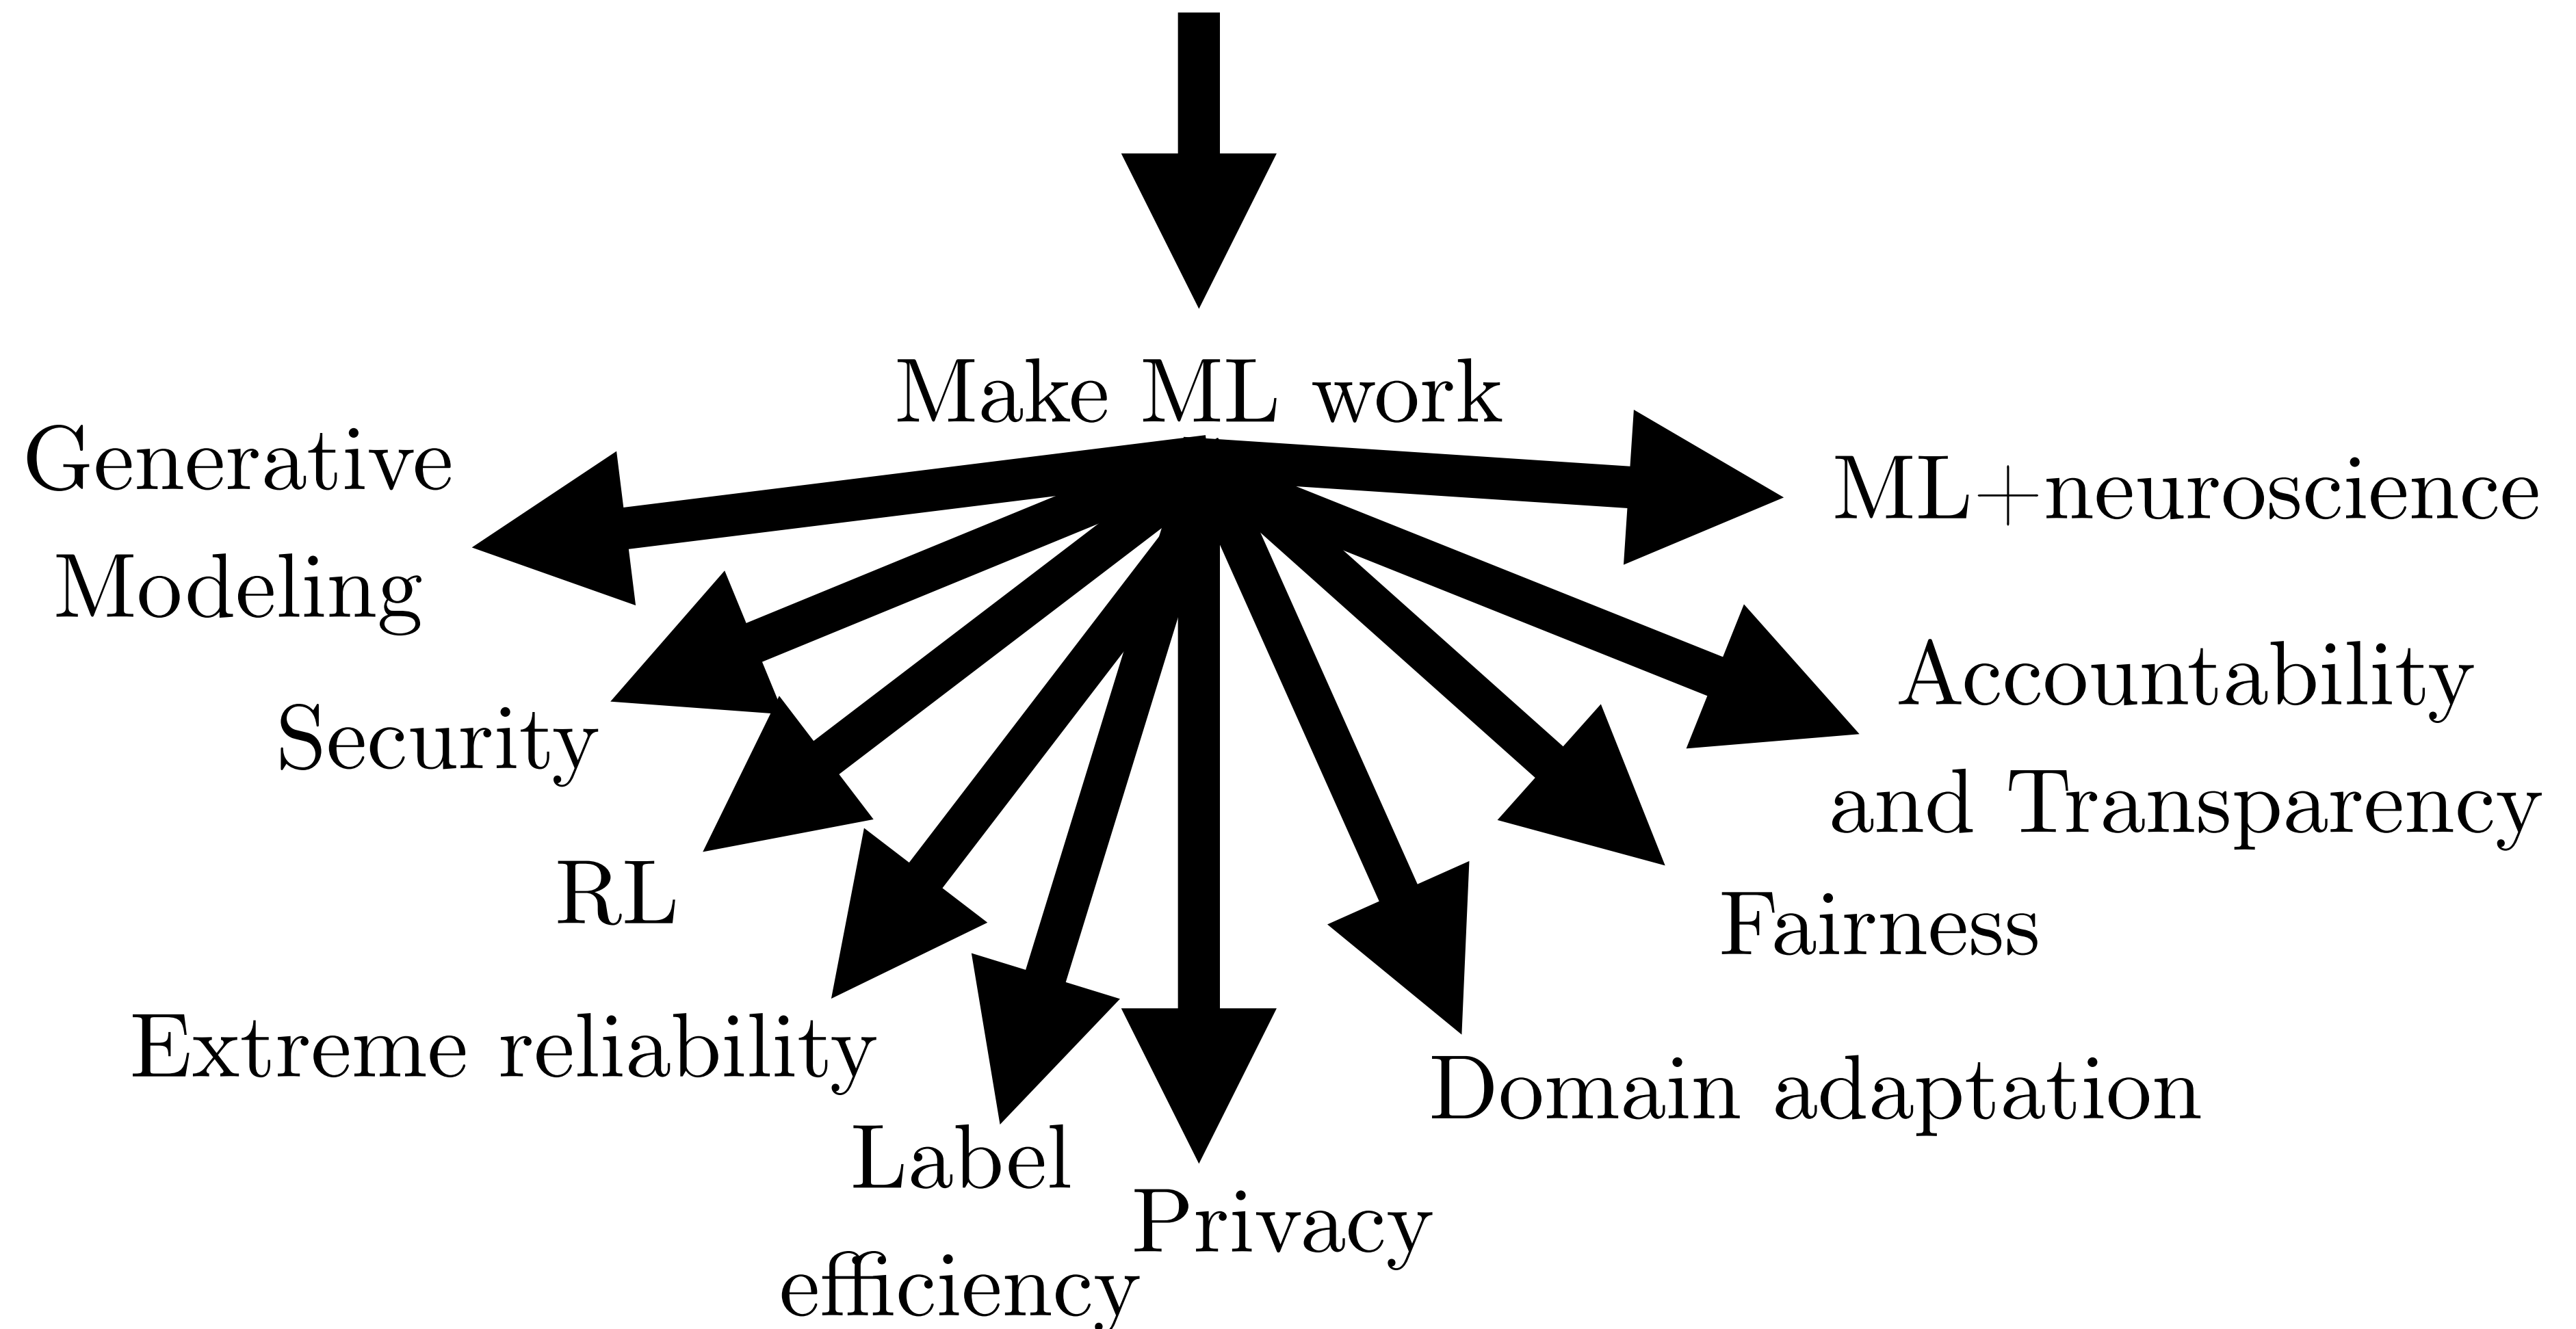 Make ML work
Generative
Modeling
Security
RL
Extreme reliability
Label
efficiency
Privacy
Domain adaptation
Fairness
Accountability
and Transparency
ML+neuroscience